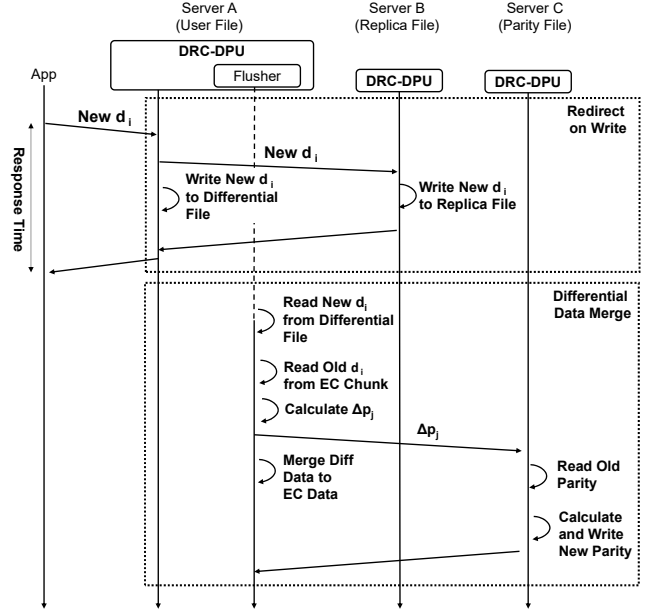 Server A
(User File)
Server B
(Replica File)
Server C
(Parity File)
DRC-DPU
App
Flusher
DRC-DPU
DRC-DPU
Redirect
on Write
New d i
New d i
Response Time
Write New d i
to Differential
File
Write New d i
to Replica File
Differential
Data Merge
Read New d i
from Differential
File
Read Old d i
from EC Chunk
Calculate Δpj
Δpj
Merge Diff
Data to
EC Data
Read Old
Parity
Calculate
and Write
New Parity